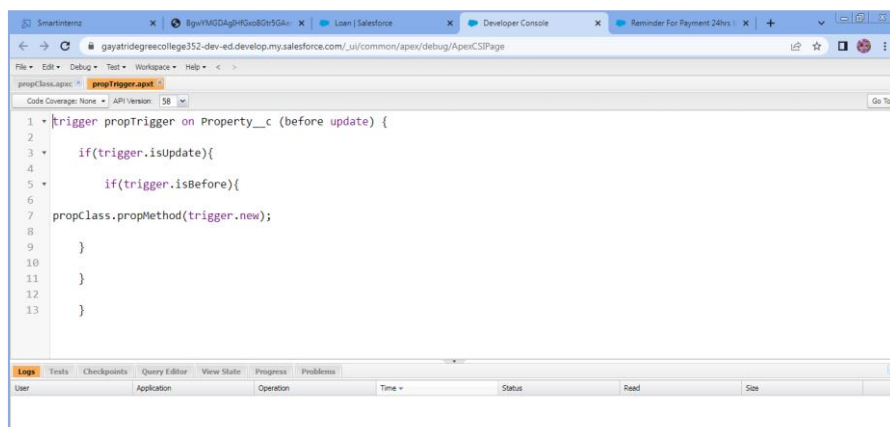 Smartinternz
Loan | Salesforce
Developer Console
Reminder For Payment 24hrs
gayatridegreecollege352-dev-ed.develop.my.salesforce.com/_ui/common/apex/debug/ApexCSIPage
File Edit Debug Test Workspace Help < >
propClass.apxc propTrigger.apxt
Code Coverage: None API Version: 58 Go To
1 trigger propTrigger on Property__c (before update) {
2
3 if(trigger.isUpdate){
4
5 if(trigger.isBefore){
6
7 propClass.propMethod(trigger.new);
8
9 }
10
11 }
12
13 }
Logs Tests Checkpoints Query Editor View State Progress Problems
User Application Operation Time Status Read Size